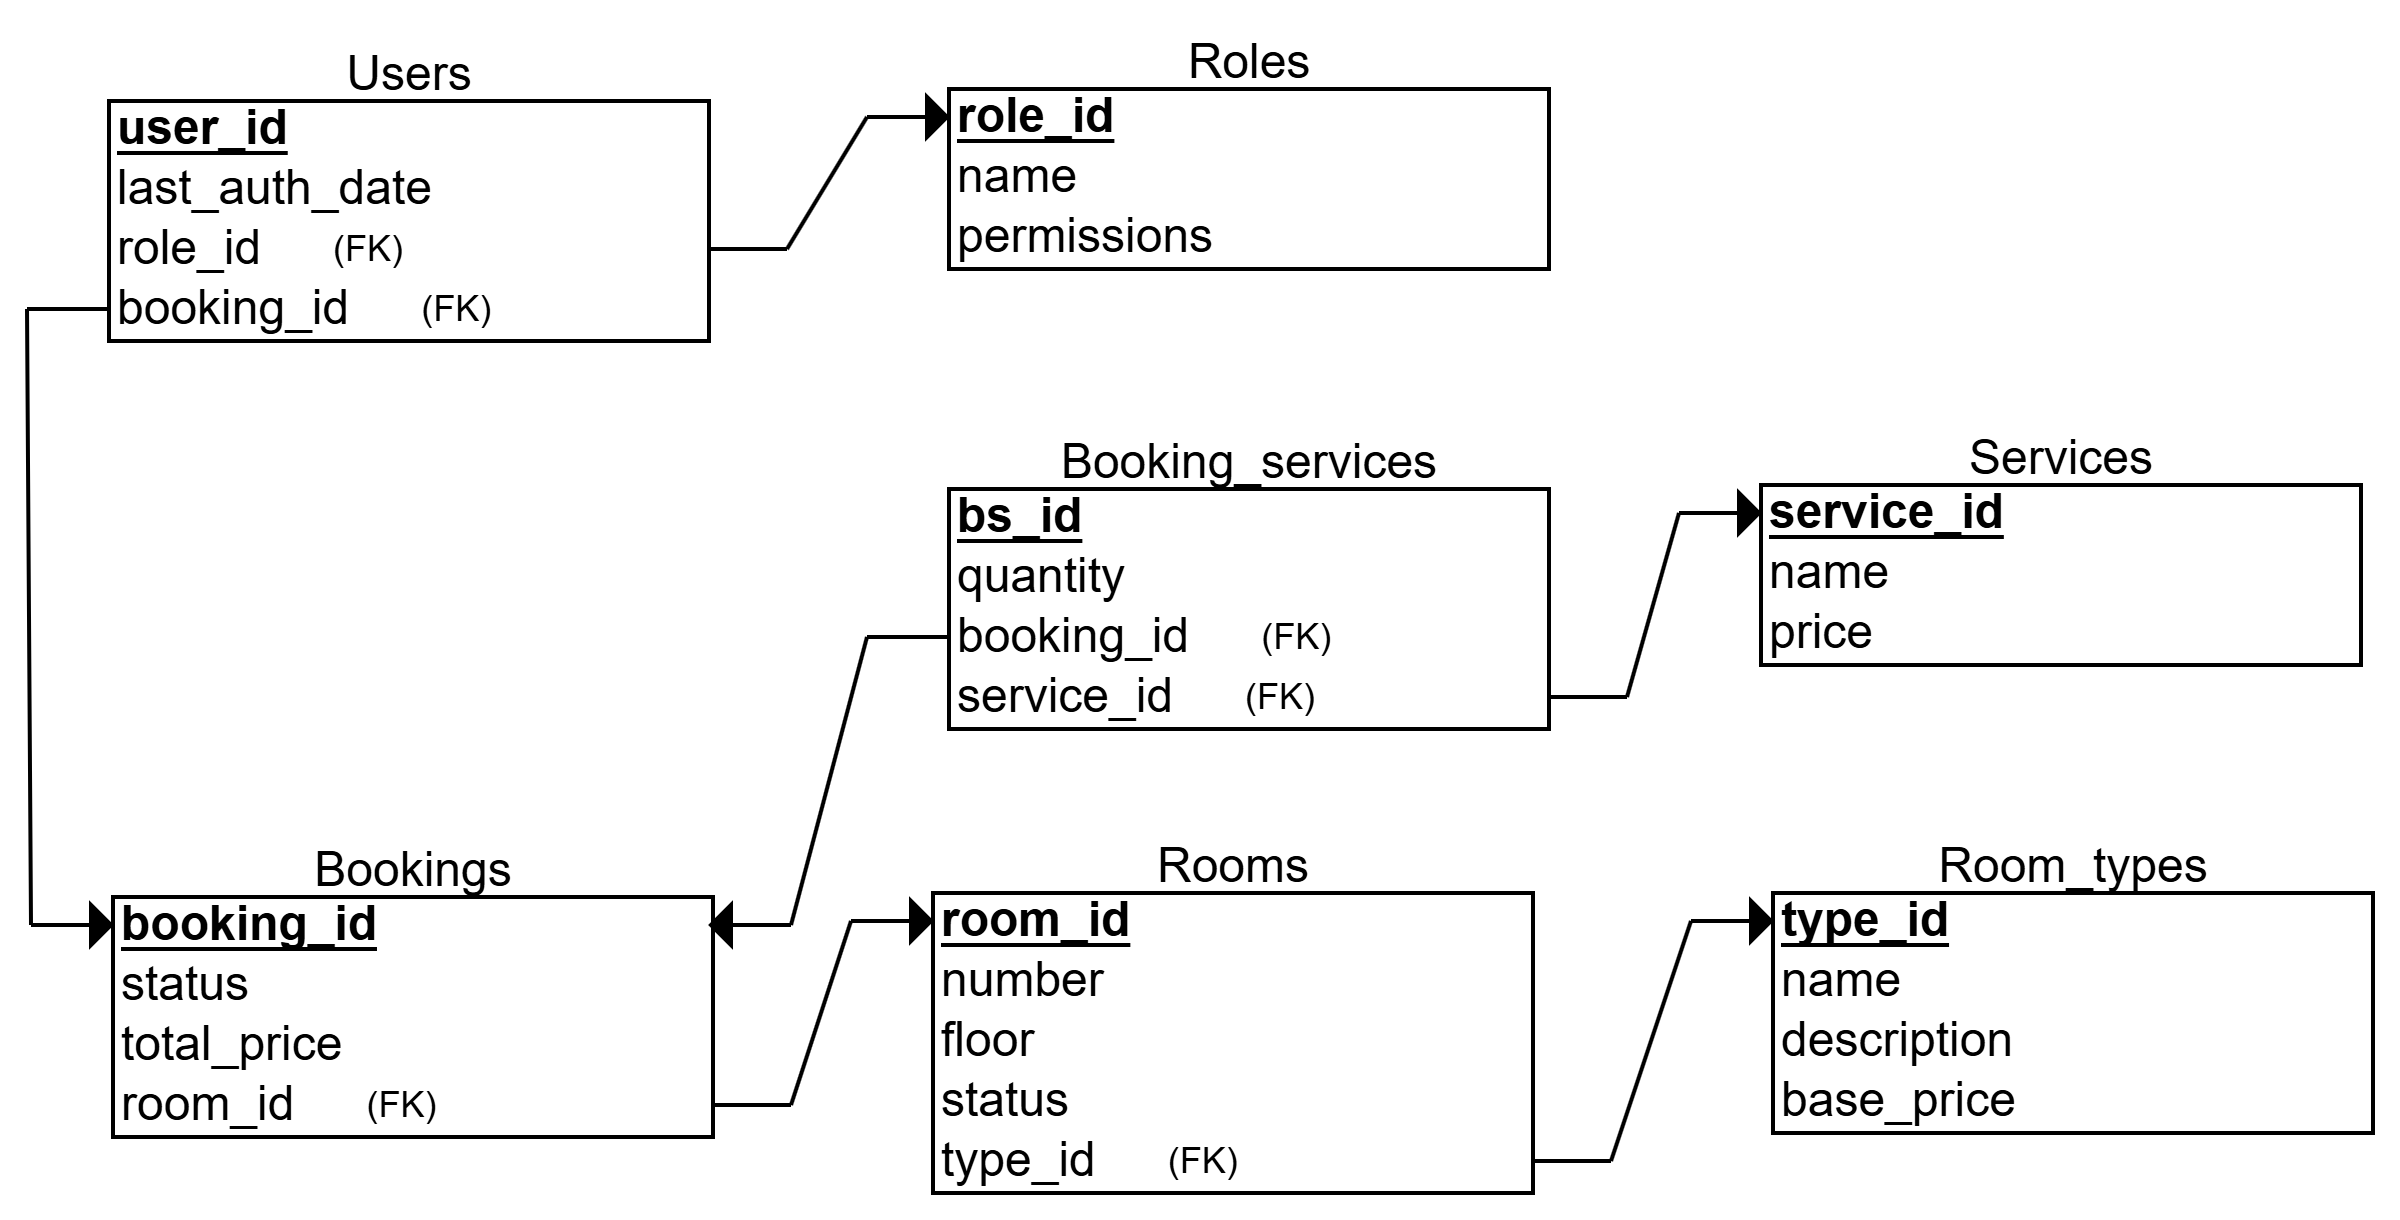 Users
user_id
last_auth_date
role_id (FK)
booking_id (FK)
Roles
role_id
name
permissions
Booking_services
bs_id
quantity
booking_id (FK)
service_id (FK)
Services
service_id
name
price
Bookings
booking_id
status
total_price
room_id (FK)
Rooms
room_id
number
floor
status
type_id (FK)
Room_types
type_id
name
description
base_price